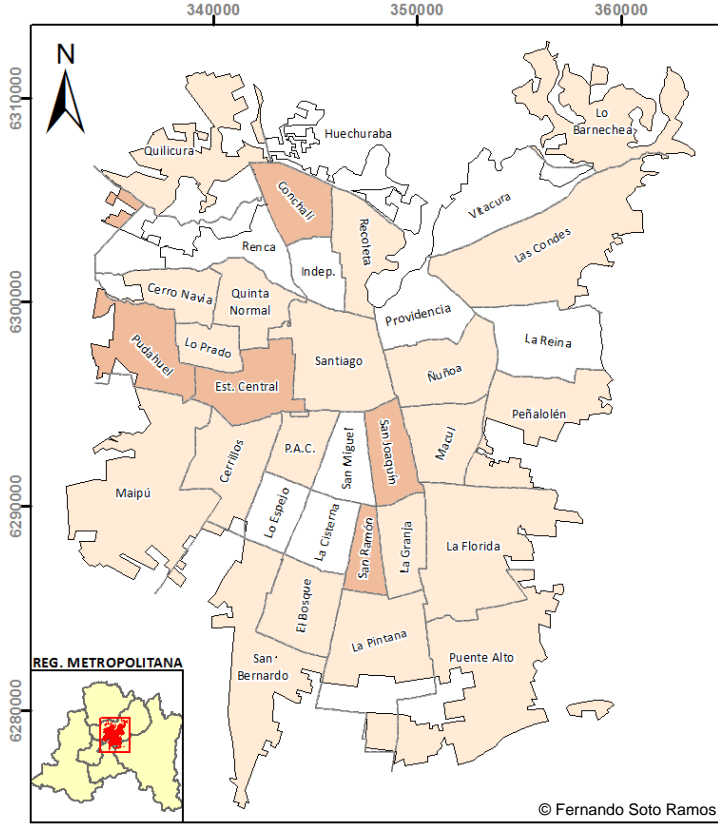 340000
350000
360000
6310000
6300000
6290000
6280000
N
Lo
Barnechea
Huechuraba
Quilicura
Conchalí
Vitacura
Recoleta
Las Condes
Renca
Indep.
Cerro Navia
Quinta
Normal
Providencia
La Reina
Pudahuel
Lo Prado
Santiago
Ñuñoa
Est. Central
Peñalolén
San Joaquín
Macul
Cerrillos
P.A.C.
San Miguel
Maipú
Lo Espejo
La Cisterna
San Ramón
La Granja
La Florida
El Bosque
La Pintana
San
Bernardo
Puente Alto
REG. METROPOLITANA
© Fernando Soto Ramos